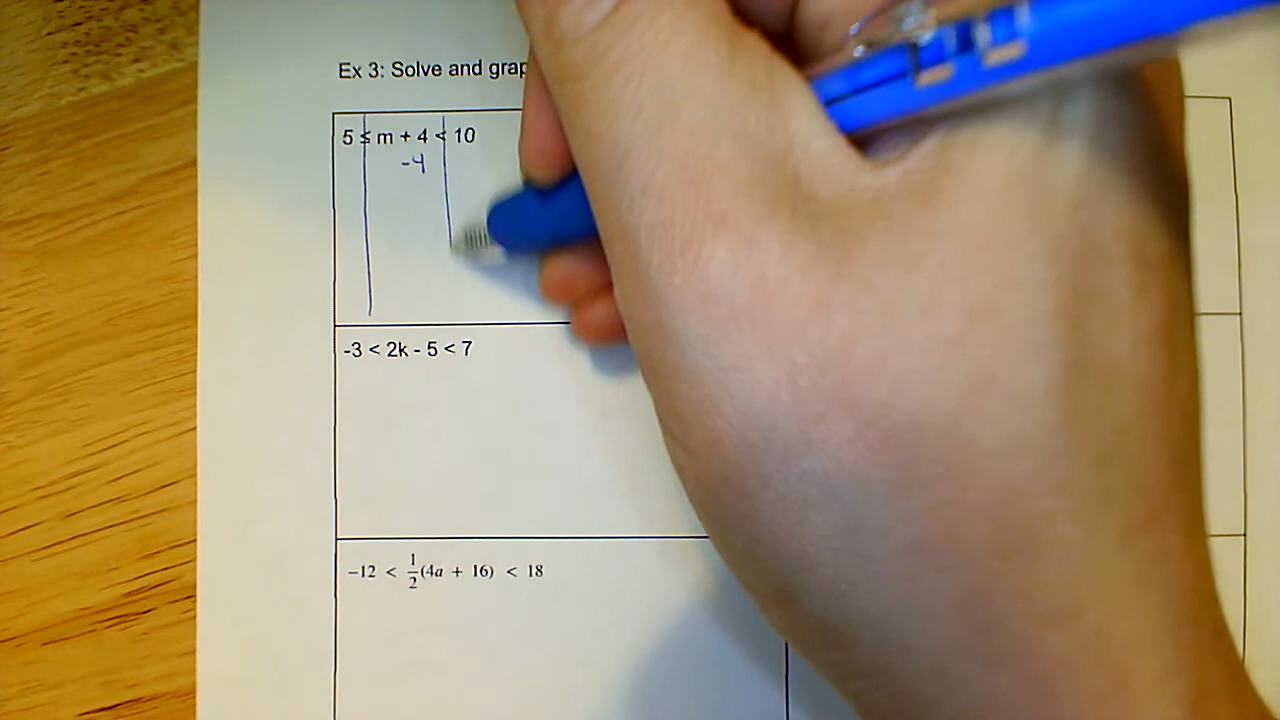 Ex 3: Solve and grap
5 ≤ m + 4 < 10
-4
-3 < 2k - 5 < 7
−12 < 1/2(4a + 16) < 18